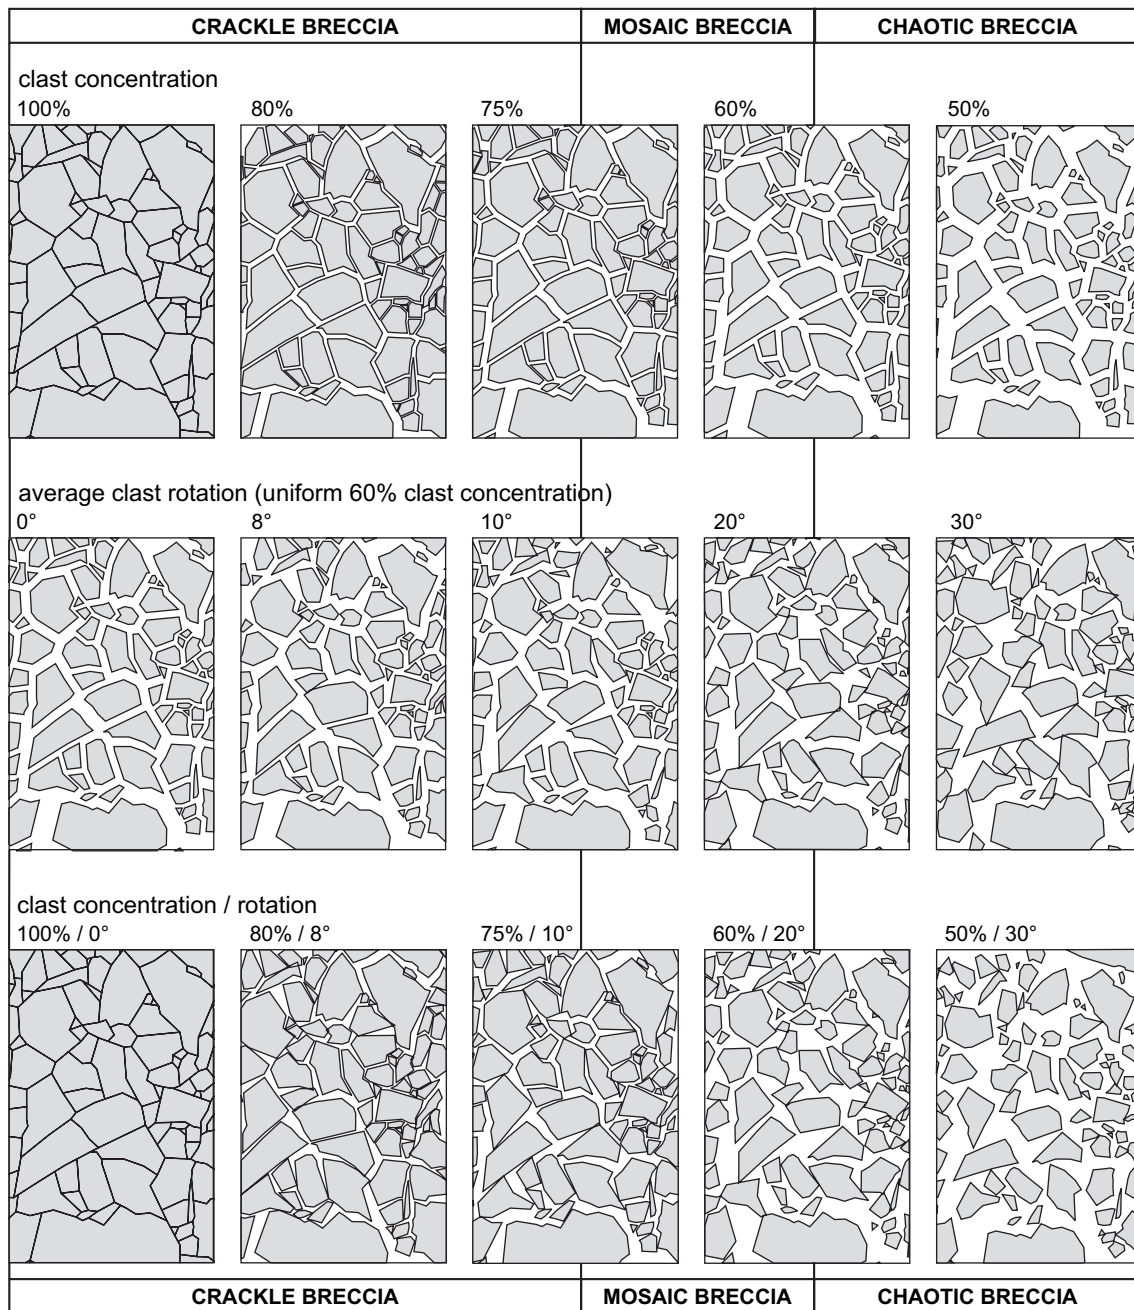 CRACKLE BRECCIA MOSAIC BRECCIA CHAOTIC BRECCIA
clast concentration
100% 80% 75% 60% 50%
average clast rotation (uniform 60% clast concentration)
0° 8° 10° 20° 30°
clast concentration / rotation
100% / 0° 80% / 8° 75% / 10° 60% / 20° 50% / 30°
CRACKLE BRECCIA MOSAIC BRECCIA CHAOTIC BRECCIA